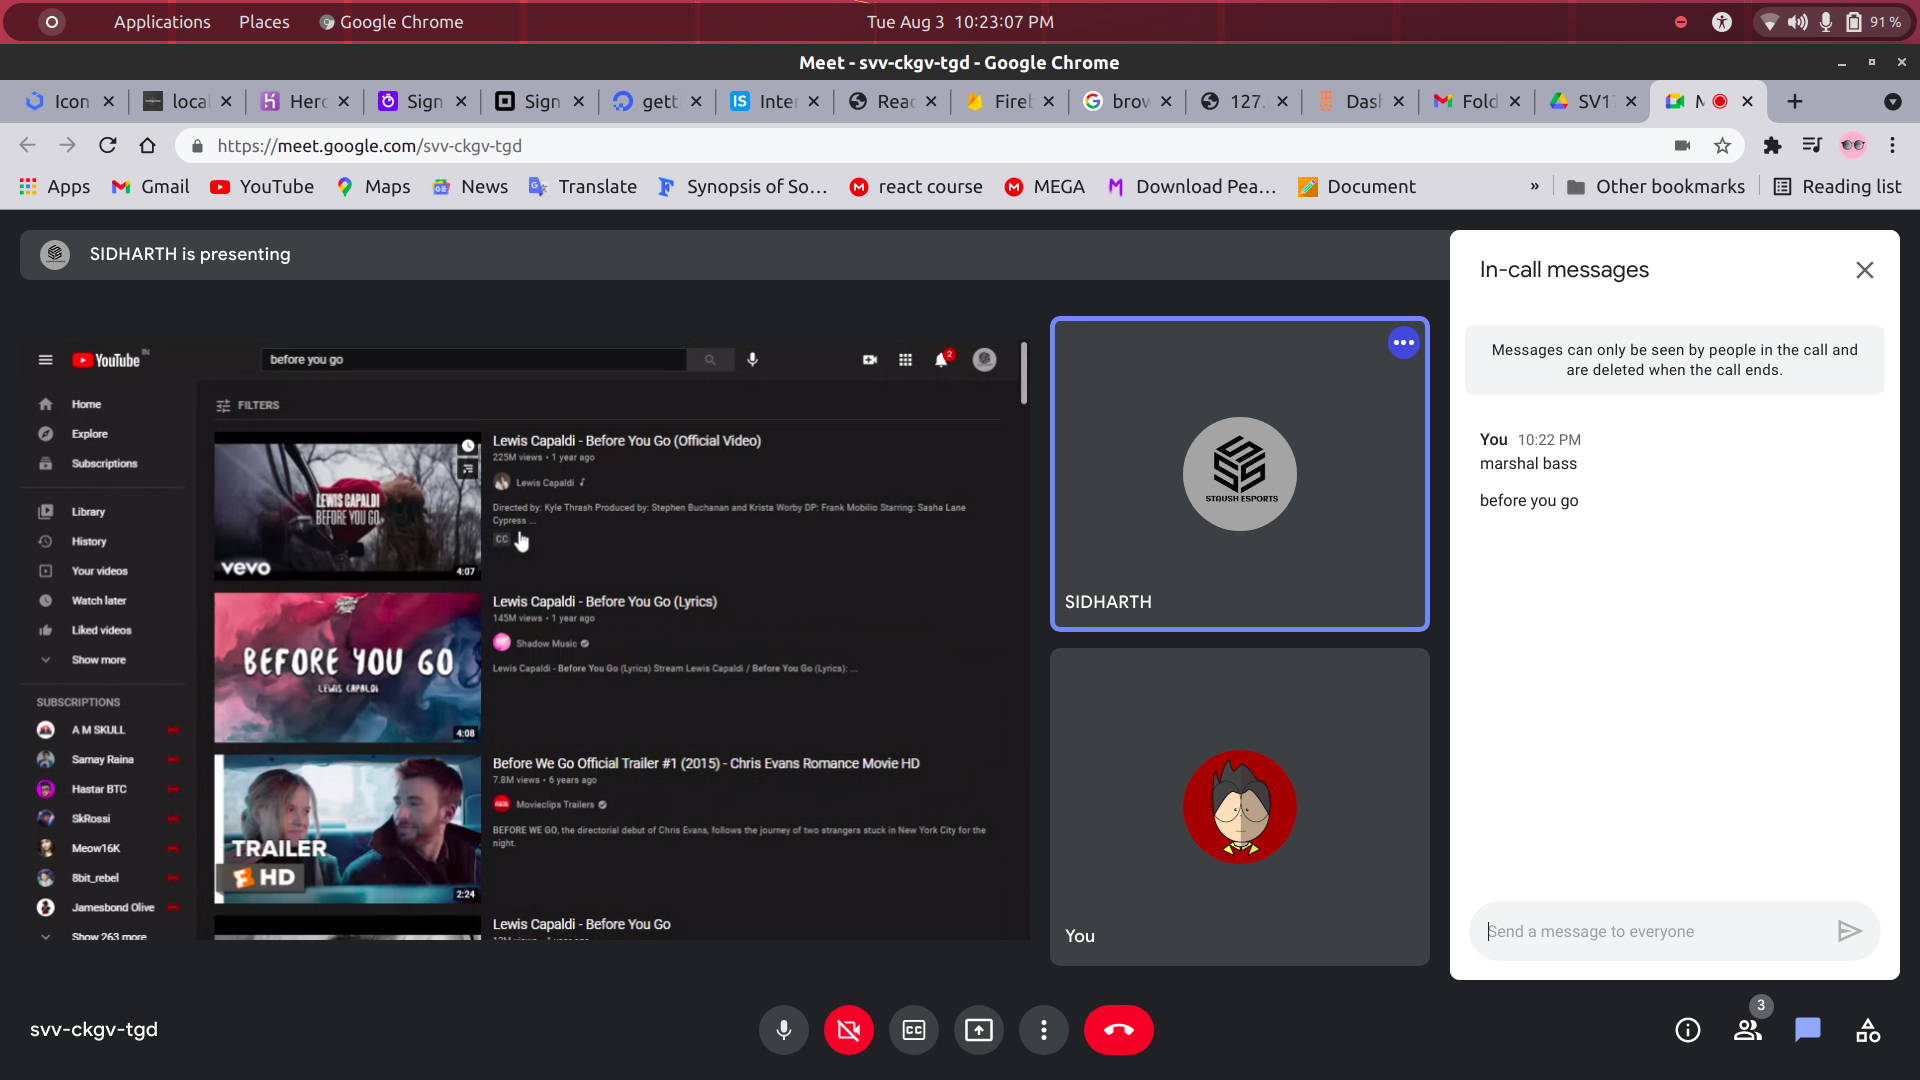 Applications Places Google Chrome Tue Aug 3 10:23:07 PM 91 %
Meet - svv-ckgv-tgd - Google Chrome
Icon loca Hero Sign Sign gett Inte Reac Fire brow 127. Das Fold SV17
https://meet.google.com/svv-ckgv-tgd
Apps Gmail YouTube Maps News Translate Synopsis of So... react course MEGA Download Pea... Document » Other bookmarks Reading list
SIDHARTH is presenting
YouTube IN
before you go
2
Home
Explore
Subscriptions
Library
History
Your videos
Watch later
Liked videos
Show more
SUBSCRIPTIONS
A M SKULL
Samay Raina
Hastar BTC
SkRossi
Meow16K
8bit_rebel
Jamesbond Olive
Show 263 more
FILTERS
LEWIS CAPALDI
BEFORE YOU GO
vevo
4:07
Lewis Capaldi - Before You Go (Official Video)
225M views • 1 year ago
Lewis Capaldi
Directed by: Kyle Thrash Produced by: Stephen Buchanan and Krista Worby DP: Frank Mobilio Starring: Sasha Lane
Cypress ...
CC
BEFORE YOU GO
LEWIS CAPALDI
4:08
Lewis Capaldi - Before You Go (Lyrics)
145M views • 1 year ago
Shadow Music
Lewis Capaldi - Before You Go (Lyrics) Stream Lewis Capaldi / Before You Go (Lyrics): ...
TRAILER
HD
2:24
Before We Go Official Trailer #1 (2015) - Chris Evans Romance Movie HD
7.8M views • 6 years ago
Movieclips Trailers
BEFORE WE GO, the directorial debut of Chris Evans, follows the journey of two strangers stuck in New York City for the
night.
Lewis Capaldi - Before You Go
STAUSH ESPORTS
SIDHARTH
You
In-call messages
Messages can only be seen by people in the call and
are deleted when the call ends.
You 10:22 PM
marshal bass
before you go
Send a message to everyone
svv-ckgv-tgd
3